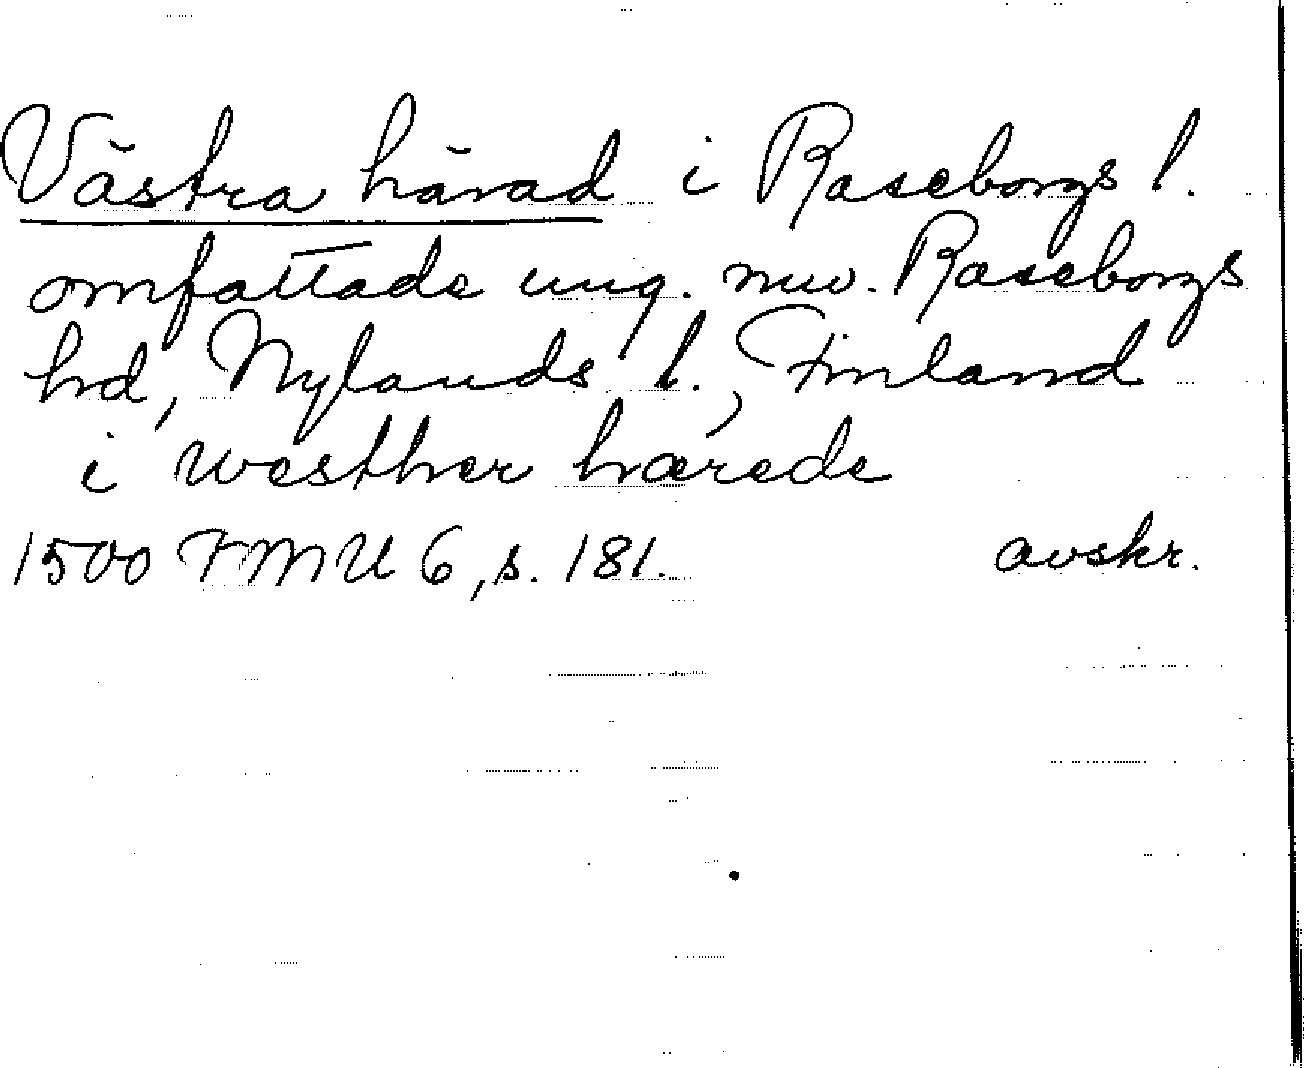 Västra härad i Raseborgs l.
omfattade ung. nuv. Raseborgs
hd, Nylands l., Finland
i westher hærede
1500 FMU 6, s. 181. avskr.